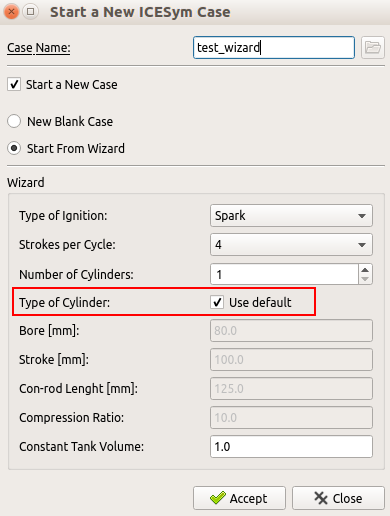 Start a New ICESym Case
Case Name: test_wizard
Start a New Case
New Blank Case
Start From Wizard
Wizard
Type of Ignition: Spark
Strokes per Cycle: 4
Number of Cylinders: 1
Type of Cylinder: Use default
Bore [mm]: 80.0
Stroke [mm]: 100.0
Con-rod Lenght [mm]: 125.0
Compression Ratio: 10.0
Constant Tank Volume: 1.0
Accept Close